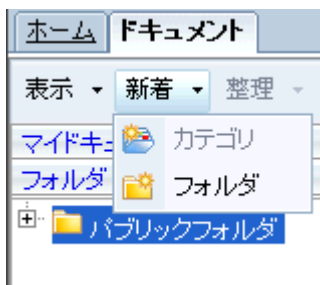 ホーム ドキュメント
表示 新着 整理
マイドキュ
カテゴリ
フォルダ
フォルダ
パブリックフォルダ